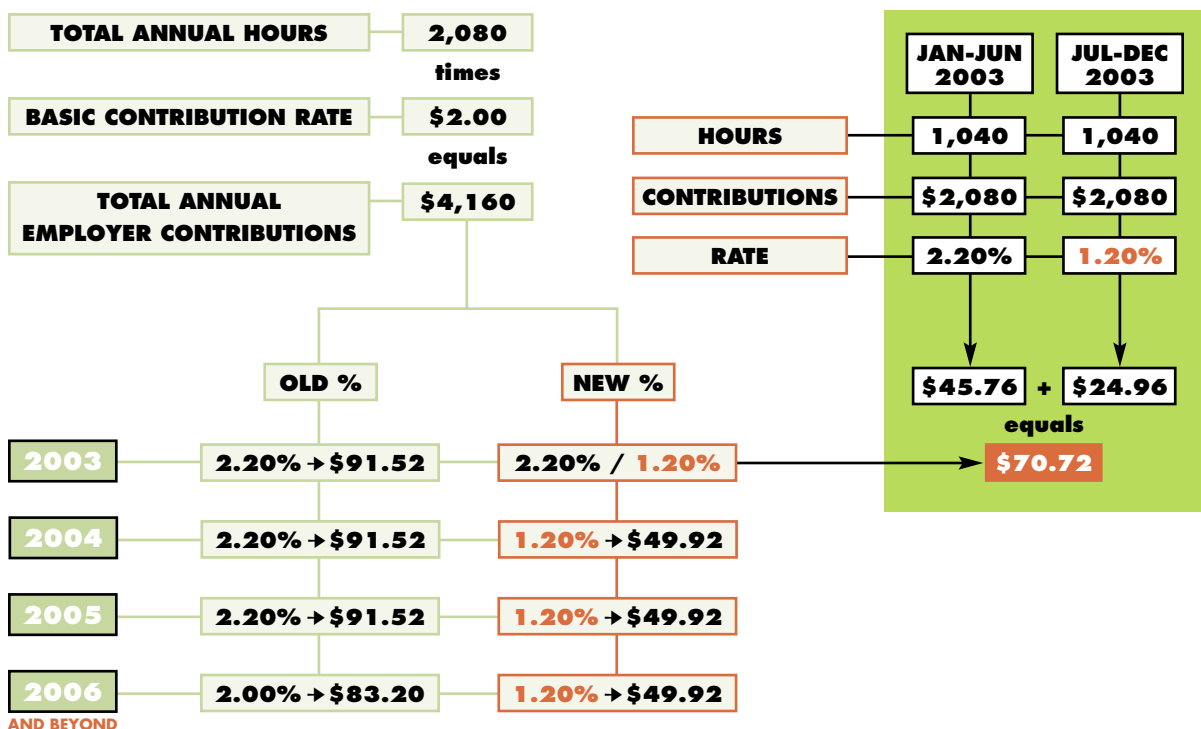 TOTAL ANNUAL HOURS
2,080
times
BASIC CONTRIBUTION RATE
$2.00
equals
TOTAL ANNUAL
EMPLOYER CONTRIBUTIONS
$4,160
OLD %
NEW %
2003
2.20% → $91.52
2.20% / 1.20%
2004
2.20% → $91.52
1.20% → $49.92
2005
2.20% → $91.52
1.20% → $49.92
2006
AND BEYOND
2.00% → $83.20
1.20% → $49.92
JAN-JUN
2003
JUL-DEC
2003
HOURS
1,040
1,040
CONTRIBUTIONS
$2,080
$2,080
RATE
2.20%
1.20%
$45.76 + $24.96
equals
$70.72